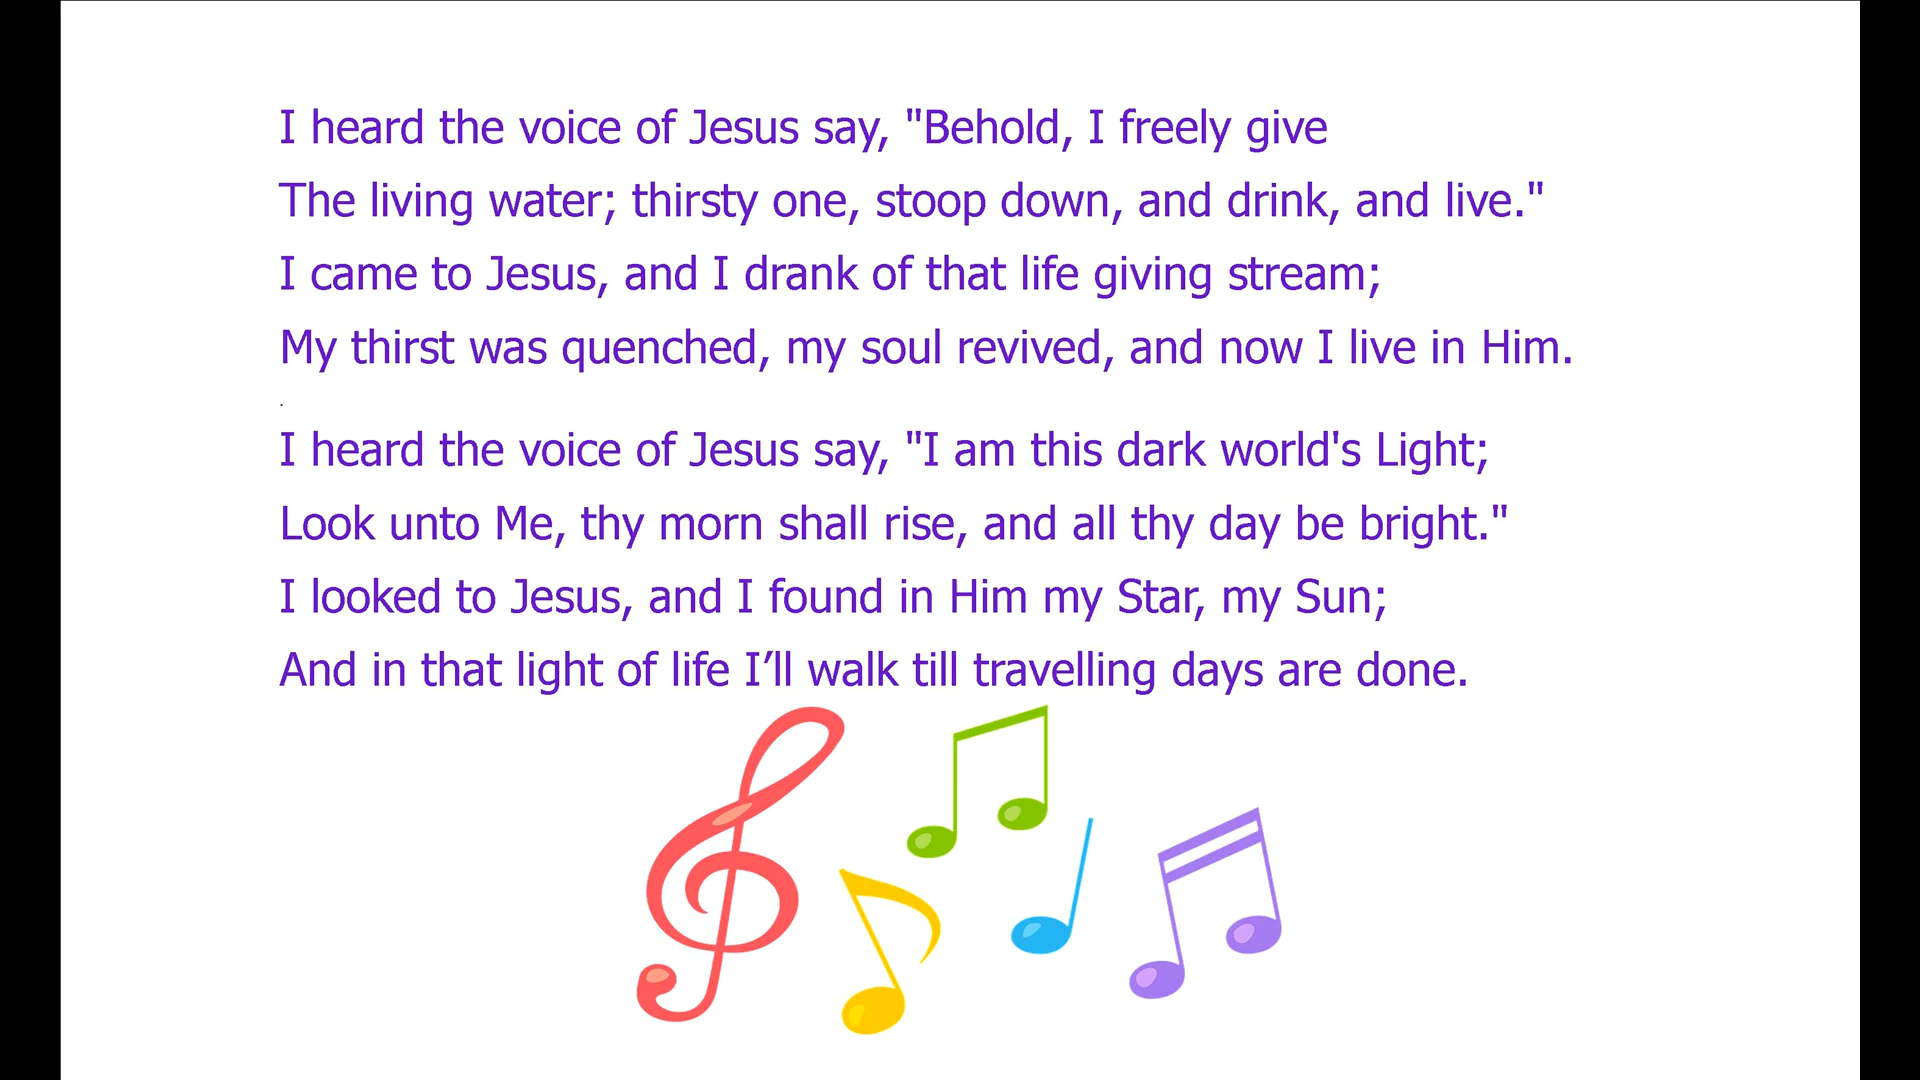 I heard the voice of Jesus say, "Behold, I freely give
The living water; thirsty one, stoop down, and drink, and live."
I came to Jesus, and I drank of that life giving stream;
My thirst was quenched, my soul revived, and now I live in Him.
.
I heard the voice of Jesus say, "I am this dark world's Light;
Look unto Me, thy morn shall rise, and all thy day be bright."
I looked to Jesus, and I found in Him my Star, my Sun;
And in that light of life I’ll walk till travelling days are done.